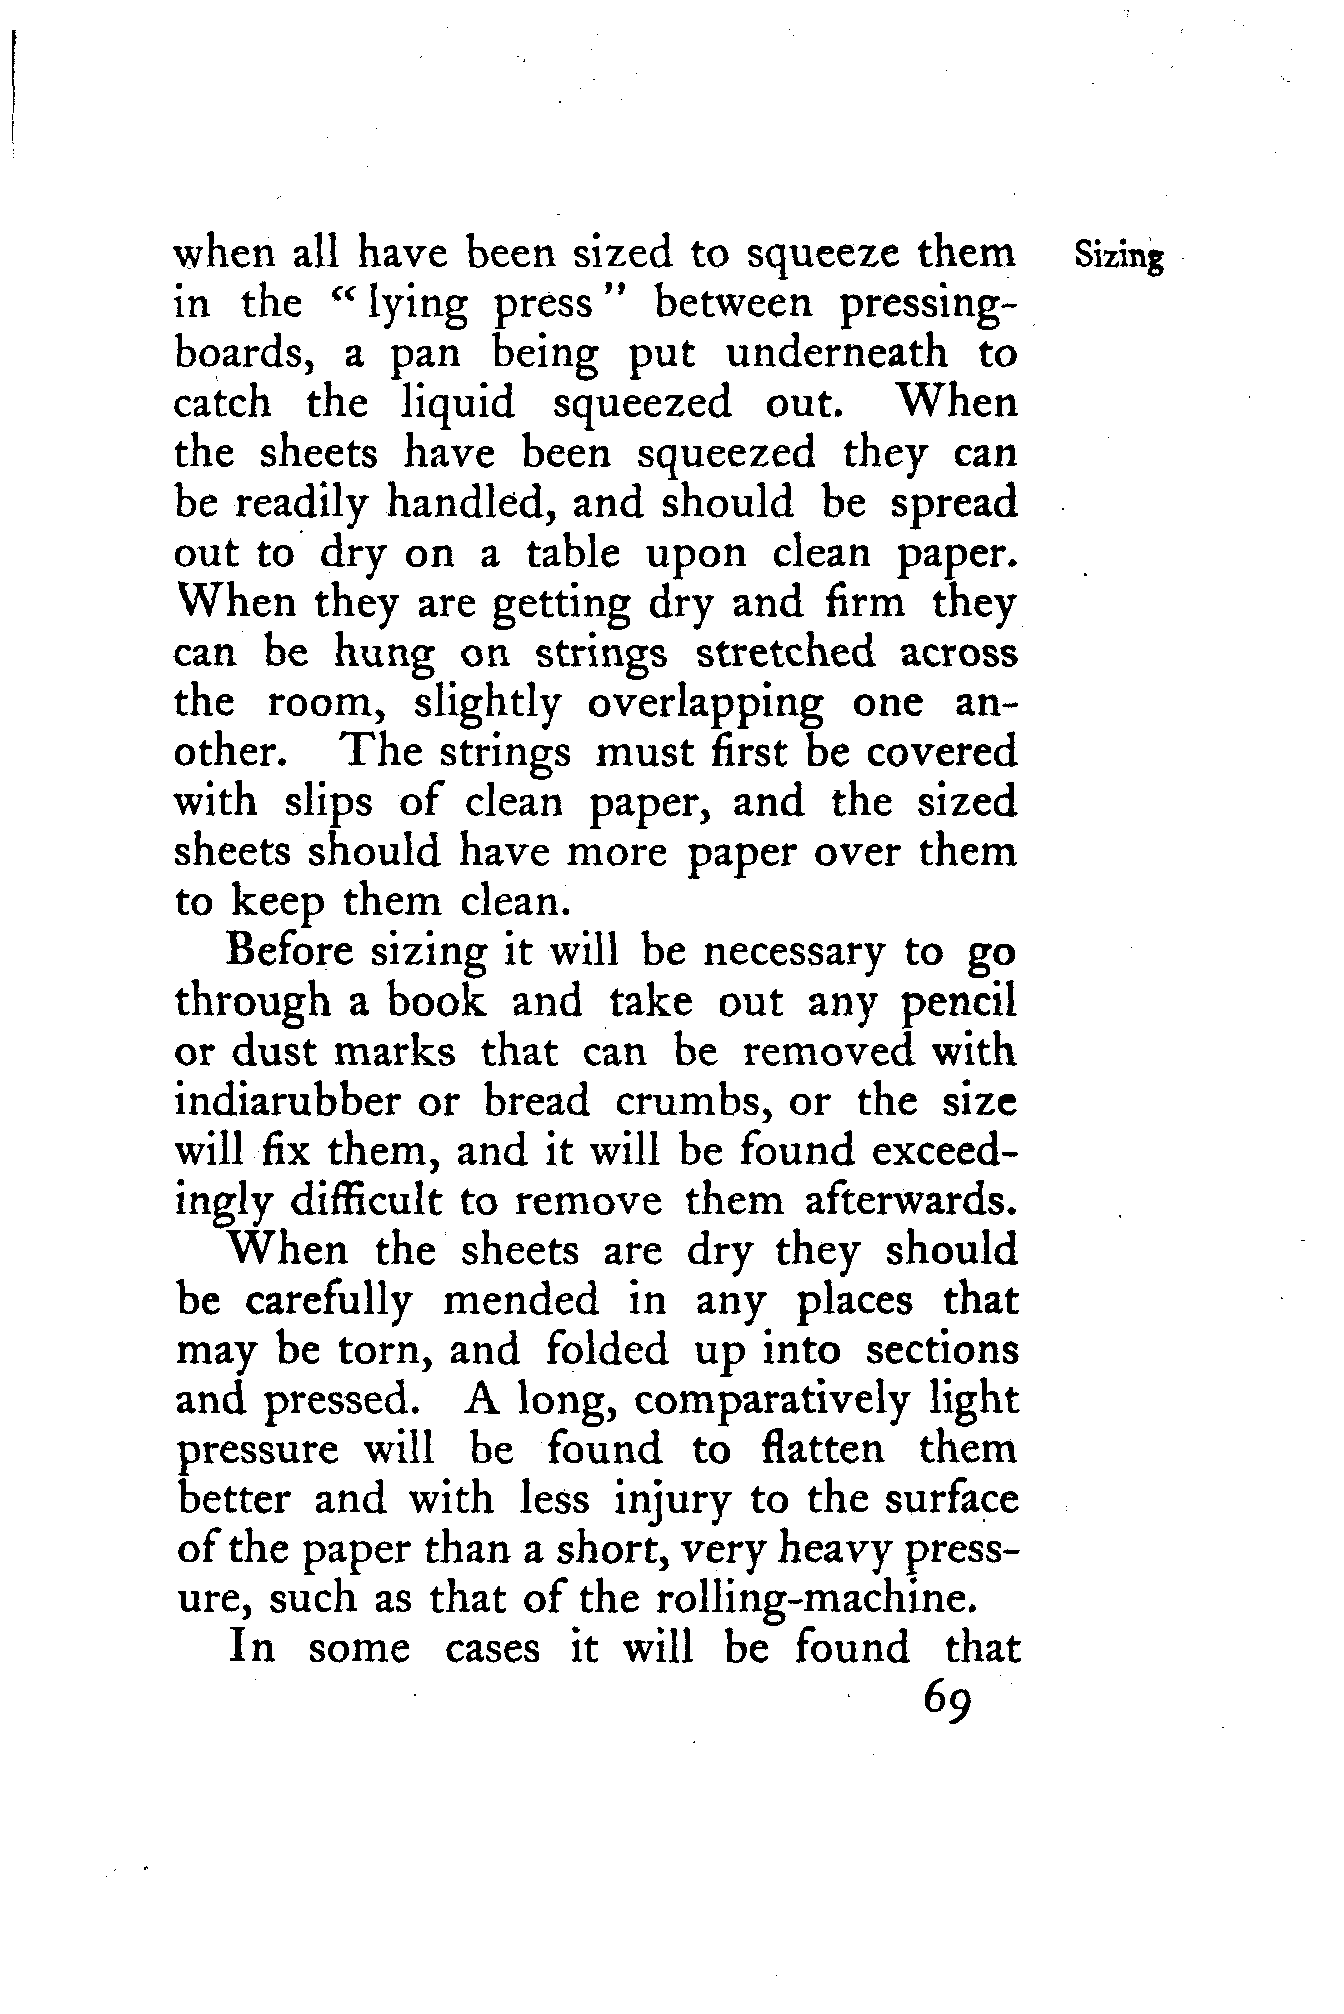 when all have been sized to squeeze them
Sizing
in the “lying press” between pressing-
boards, a pan being put underneath to
catch the liquid squeezed out. When
the sheets have been squeezed they can
be readily handled, and should be spread
out to dry on a table upon clean paper.
When they are getting dry and firm they
can be hung on strings stretched across
the room, slightly overlapping one an-
other. The strings must first be covered
with slips of clean paper, and the sized
sheets should have more paper over them
to keep them clean.
Before sizing it will be necessary to go
through a book and take out any pencil
or dust marks that can be removed with
indiarubber or bread crumbs, or the size
will fix them, and it will be found exceed-
ingly difficult to remove them afterwards.
When the sheets are dry they should
be carefully mended in any places that
may be torn, and folded up into sections
and pressed. A long, comparatively light
pressure will be found to flatten them
better and with less injury to the surface
of the paper than a short, very heavy press-
ure, such as that of the rolling-machine.
In some cases it will be found that
69